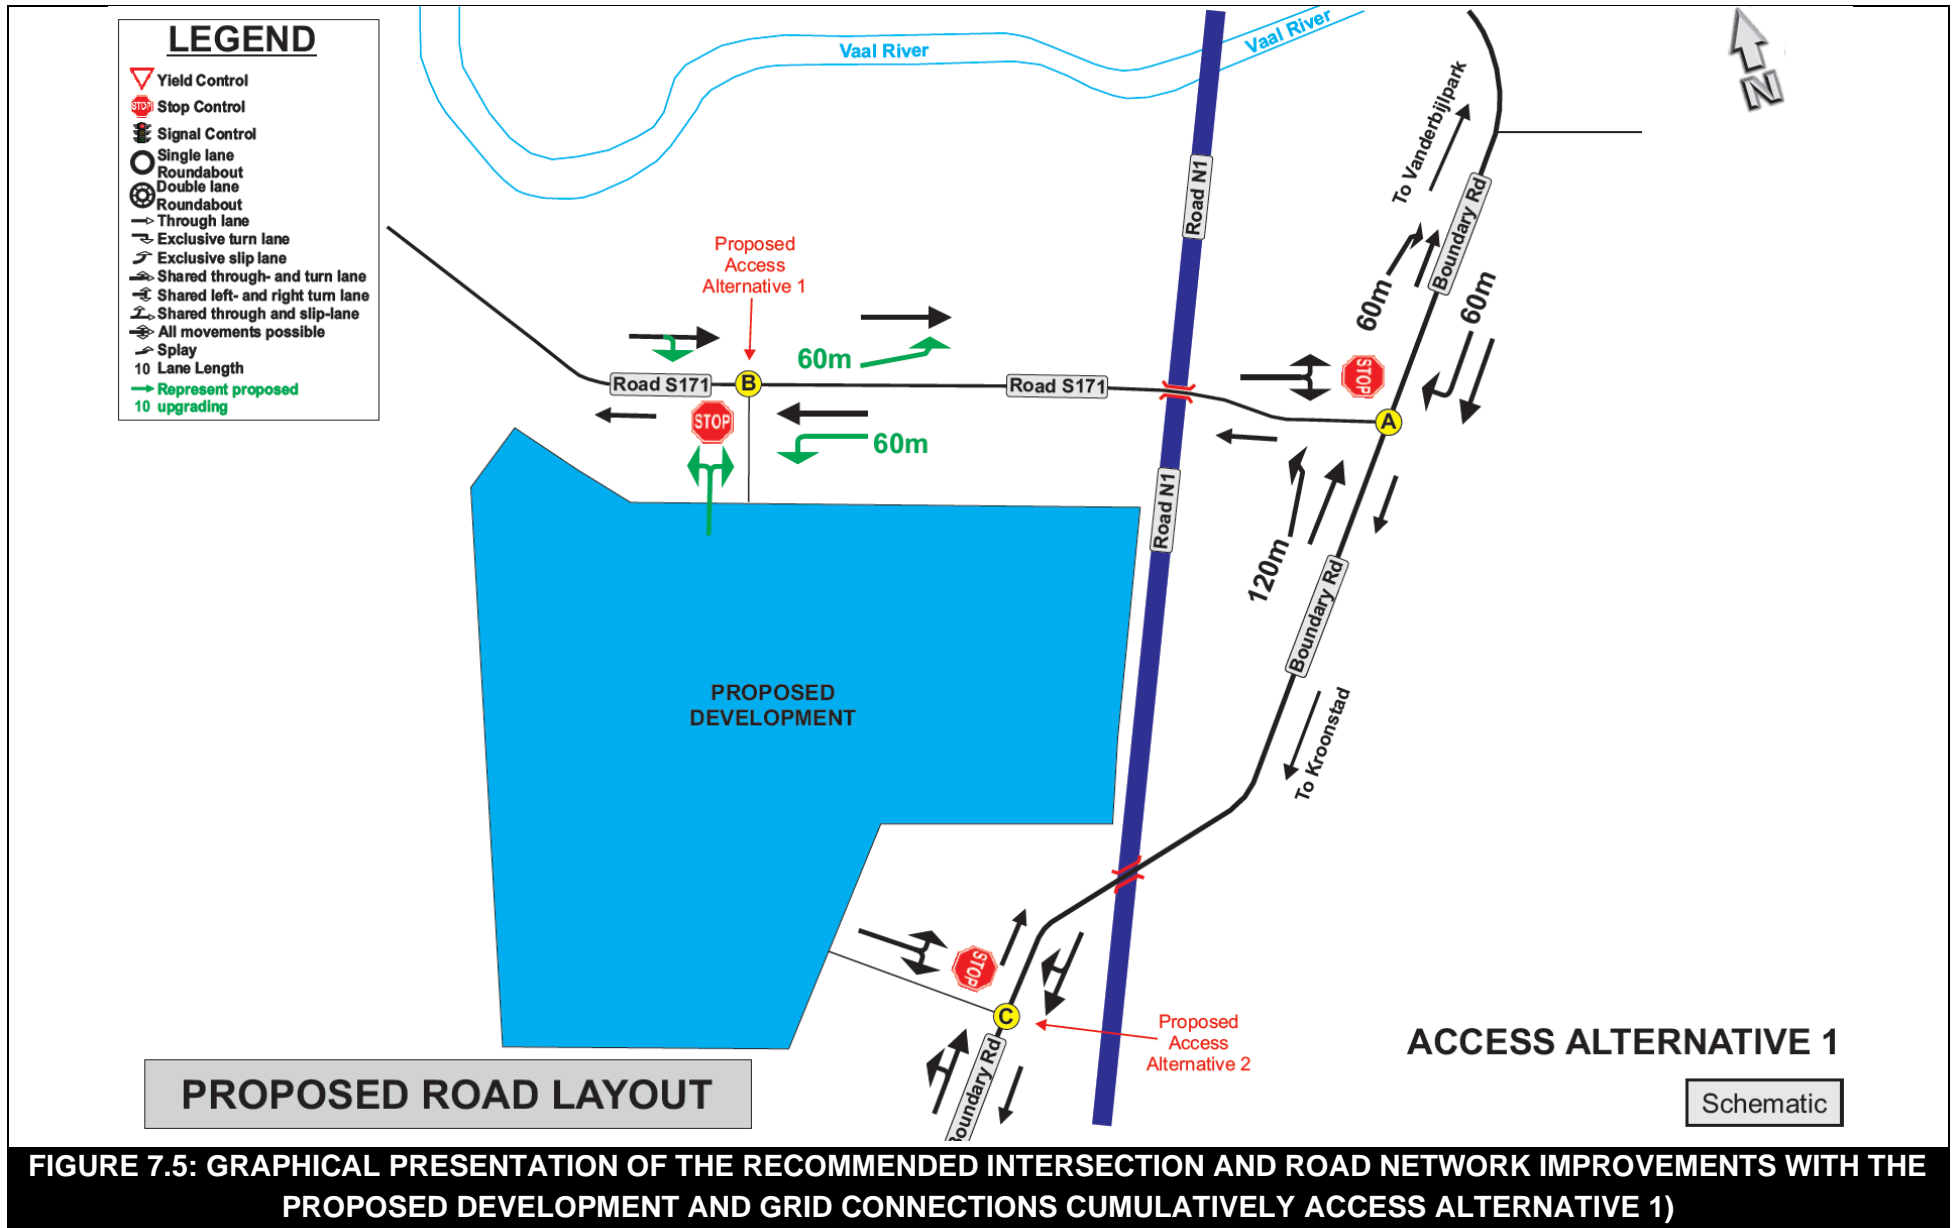 LEGEND
Yield Control
STOP Stop Control
Signal Control
Single lane
Roundabout
Double lane
Roundabout
Through lane
Exclusive turn lane
Exclusive slip lane
Shared through- and turn lane
Shared left- and right turn lane
Shared through and slip-lane
All movements possible
Splay
10 Lane Length
Represent proposed
10 upgrading
Vaal River
Vaal River
N
To Vanderbijlpark
Road N1
Boundary Rd
Proposed
Access
Alternative 1
60m
60m
60m
Road S171
B
Road S171
STOP
A
STOP
60m
Road N1
120m
Boundary Rd
PROPOSED
DEVELOPMENT
To Kroonstad
STOP
C
Proposed
Access
Alternative 2
Boundary Rd
ACCESS ALTERNATIVE 1
Schematic
PROPOSED ROAD LAYOUT
FIGURE 7.5: GRAPHICAL PRESENTATION OF THE RECOMMENDED INTERSECTION AND ROAD NETWORK IMPROVEMENTS WITH THE
PROPOSED DEVELOPMENT AND GRID CONNECTIONS CUMULATIVELY ACCESS ALTERNATIVE 1)